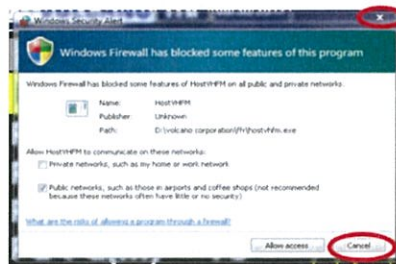 Windows Security Alert
Windows Firewall has blocked some features of this program
Windows Firewall has blocked some features of HostVHFM on all public and private networks.
Name: HostVHFM
Publisher: Unknown
Path: D:\volcano corporation\ffr\hostvhfm.exe
Allow HostVHFM to communicate on these networks:
Private networks, such as my home or work network
Public networks, such as those in airports and coffee shops (not recommended
because these networks often have little or no security)
What are the risks of allowing a program through a firewall?
Allow access
Cancel